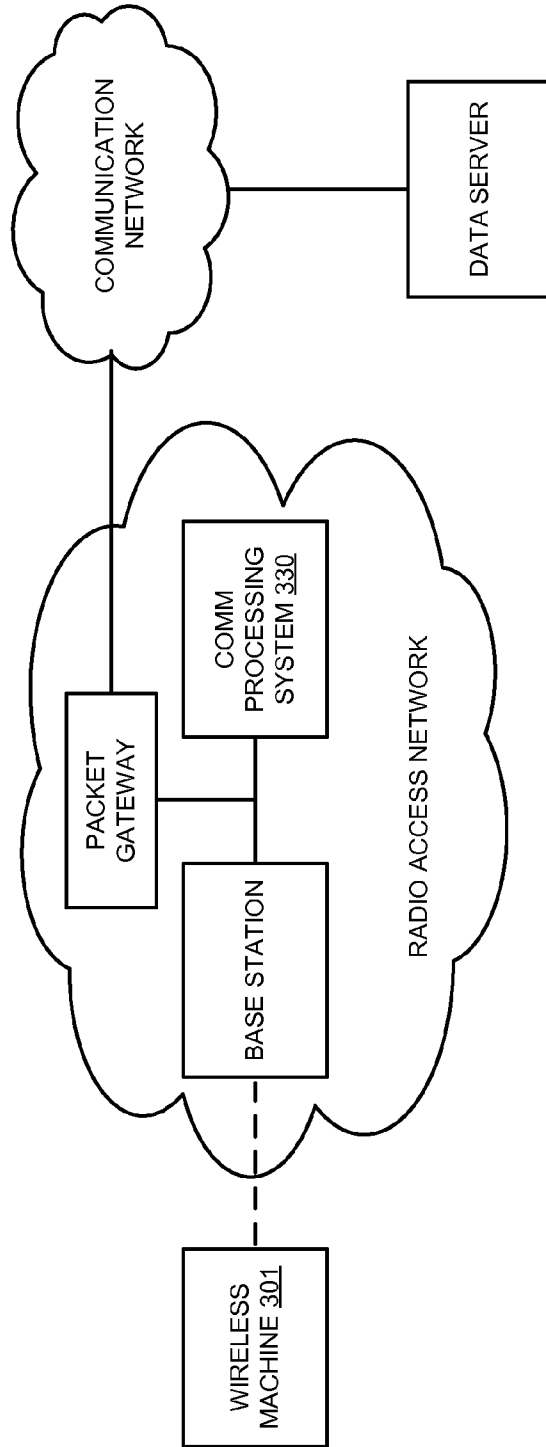 WIRELESS
MACHINE 301
BASE STATION
PACKET
GATEWAY
COMM
PROCESSING
SYSTEM 330
RADIO ACCESS NETWORK
COMMUNICATION
NETWORK
DATA SERVER